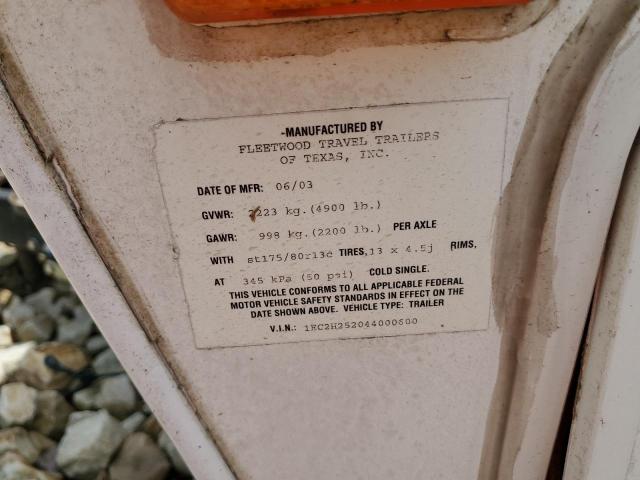 -MANUFACTURED BY
FLEETWOOD TRAVEL TRAILERS
OF TEXAS, INC.
DATE OF MFR: 06/03
GVWR: 2223 kg.(4900 lb.)
GAWR: 998 kg.(2200 lb.) PER AXLE
WITH st175/80r13c TIRES, 13 x 4.5j RIMS,
AT 345 kPa (50 psi) COLD SINGLE.
THIS VEHICLE CONFORMS TO ALL APPLICABLE FEDERAL
MOTOR VEHICLE SAFETY STANDARDS IN EFFECT ON THE
DATE SHOWN ABOVE. VEHICLE TYPE: TRAILER
V.I.N.: 1EC2H252044000600